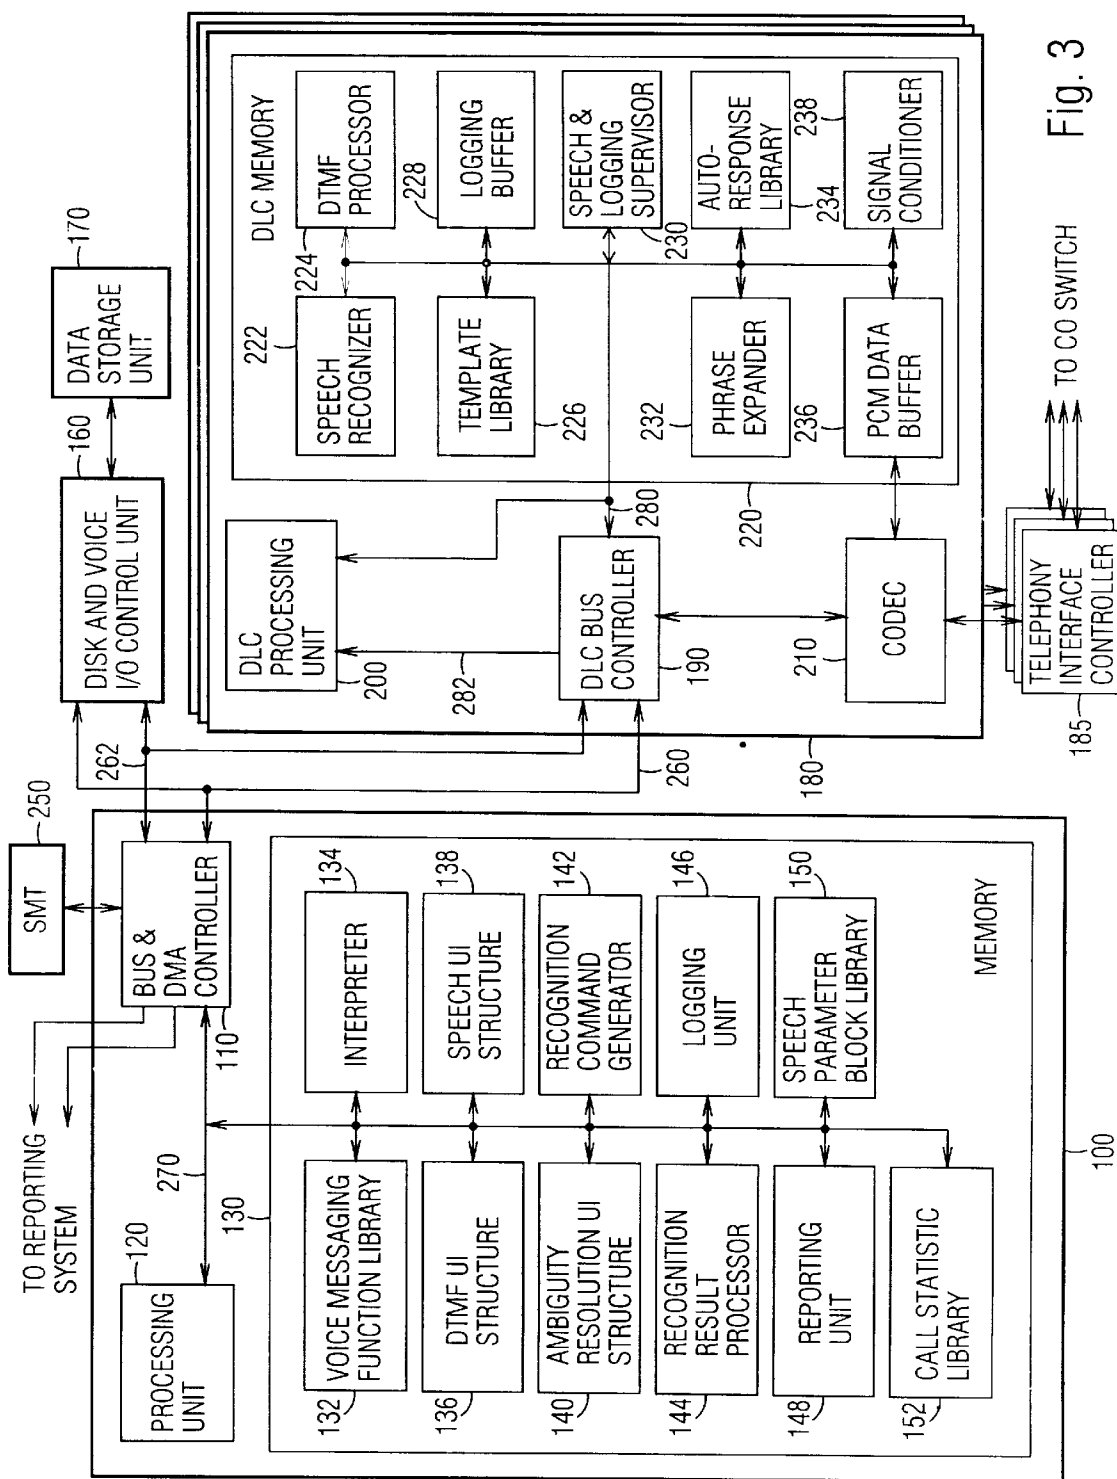 TO REPORTING
SYSTEM
SMT
250
120
PROCESSING
UNIT
270
110
BUS &
DMA
CONTROLLER
262
260
160
DISK AND VOICE
I/O CONTROL UNIT
170
DATA
STORAGE
UNIT
130
132
VOICE MESSAGING
FUNCTION LIBRARY
134
INTERPRETER
136
DTMF UI
STRUCTURE
138
SPEECH UI
STRUCTURE
140
AMBIGUITY
RESOLUTION UI
STRUCTURE
142
RECOGNITION
COMMAND
GENERATOR
144
RECOGNITION
RESULT
PROCESSOR
146
LOGGING
UNIT
148
REPORTING
UNIT
150
SPEECH
PARAMETER
BLOCK LIBRARY
152
CALL STATISTIC
LIBRARY
MEMORY
100
DLC
PROCESSING
UNIT
200
282
280
DLC BUS
CONTROLLER
190
210
CODEC
180
220
DLC MEMORY
222
SPEECH
RECOGNIZER
224
DTMF
PROCESSOR
226
TEMPLATE
LIBRARY
228
LOGGING
BUFFER
230
SPEECH &
LOGGING
SUPERVISOR
232
PHRASE
EXPANDER
234
AUTO-
RESPONSE
LIBRARY
236
PCM DATA
BUFFER
238
SIGNAL
CONDITIONER
185
TELEPHONY
INTERFACE
CONTROLLER
TO CO SWITCH
Fig. 3